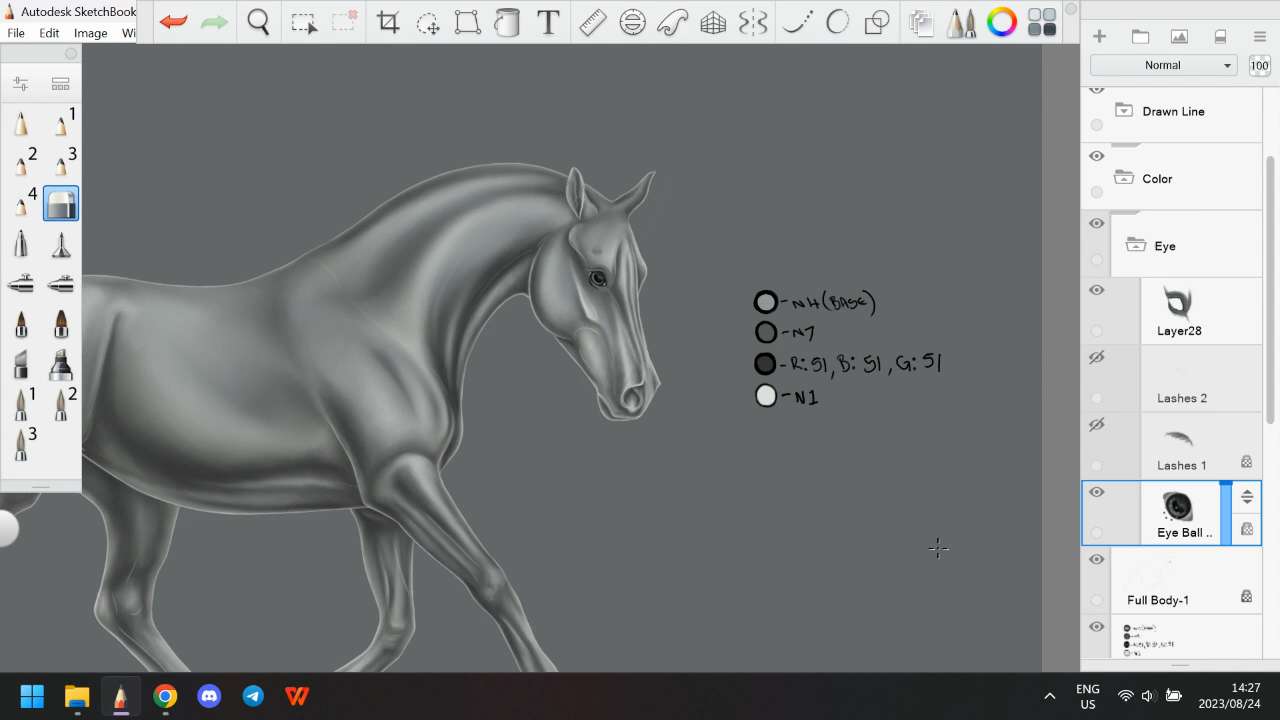 Autodesk SketchBook
File Edit Image Wi
1
2 3
4
1 2
3
- N4 (BASE)
- N7
- R: 51, B: 51, G: 51
- N1
Normal 100
Drawn Line
Color
Eye
Layer28
Lashes 2
Lashes 1
Eye Ball ..
Full Body-1
ENG
US
14:27
2023/08/24